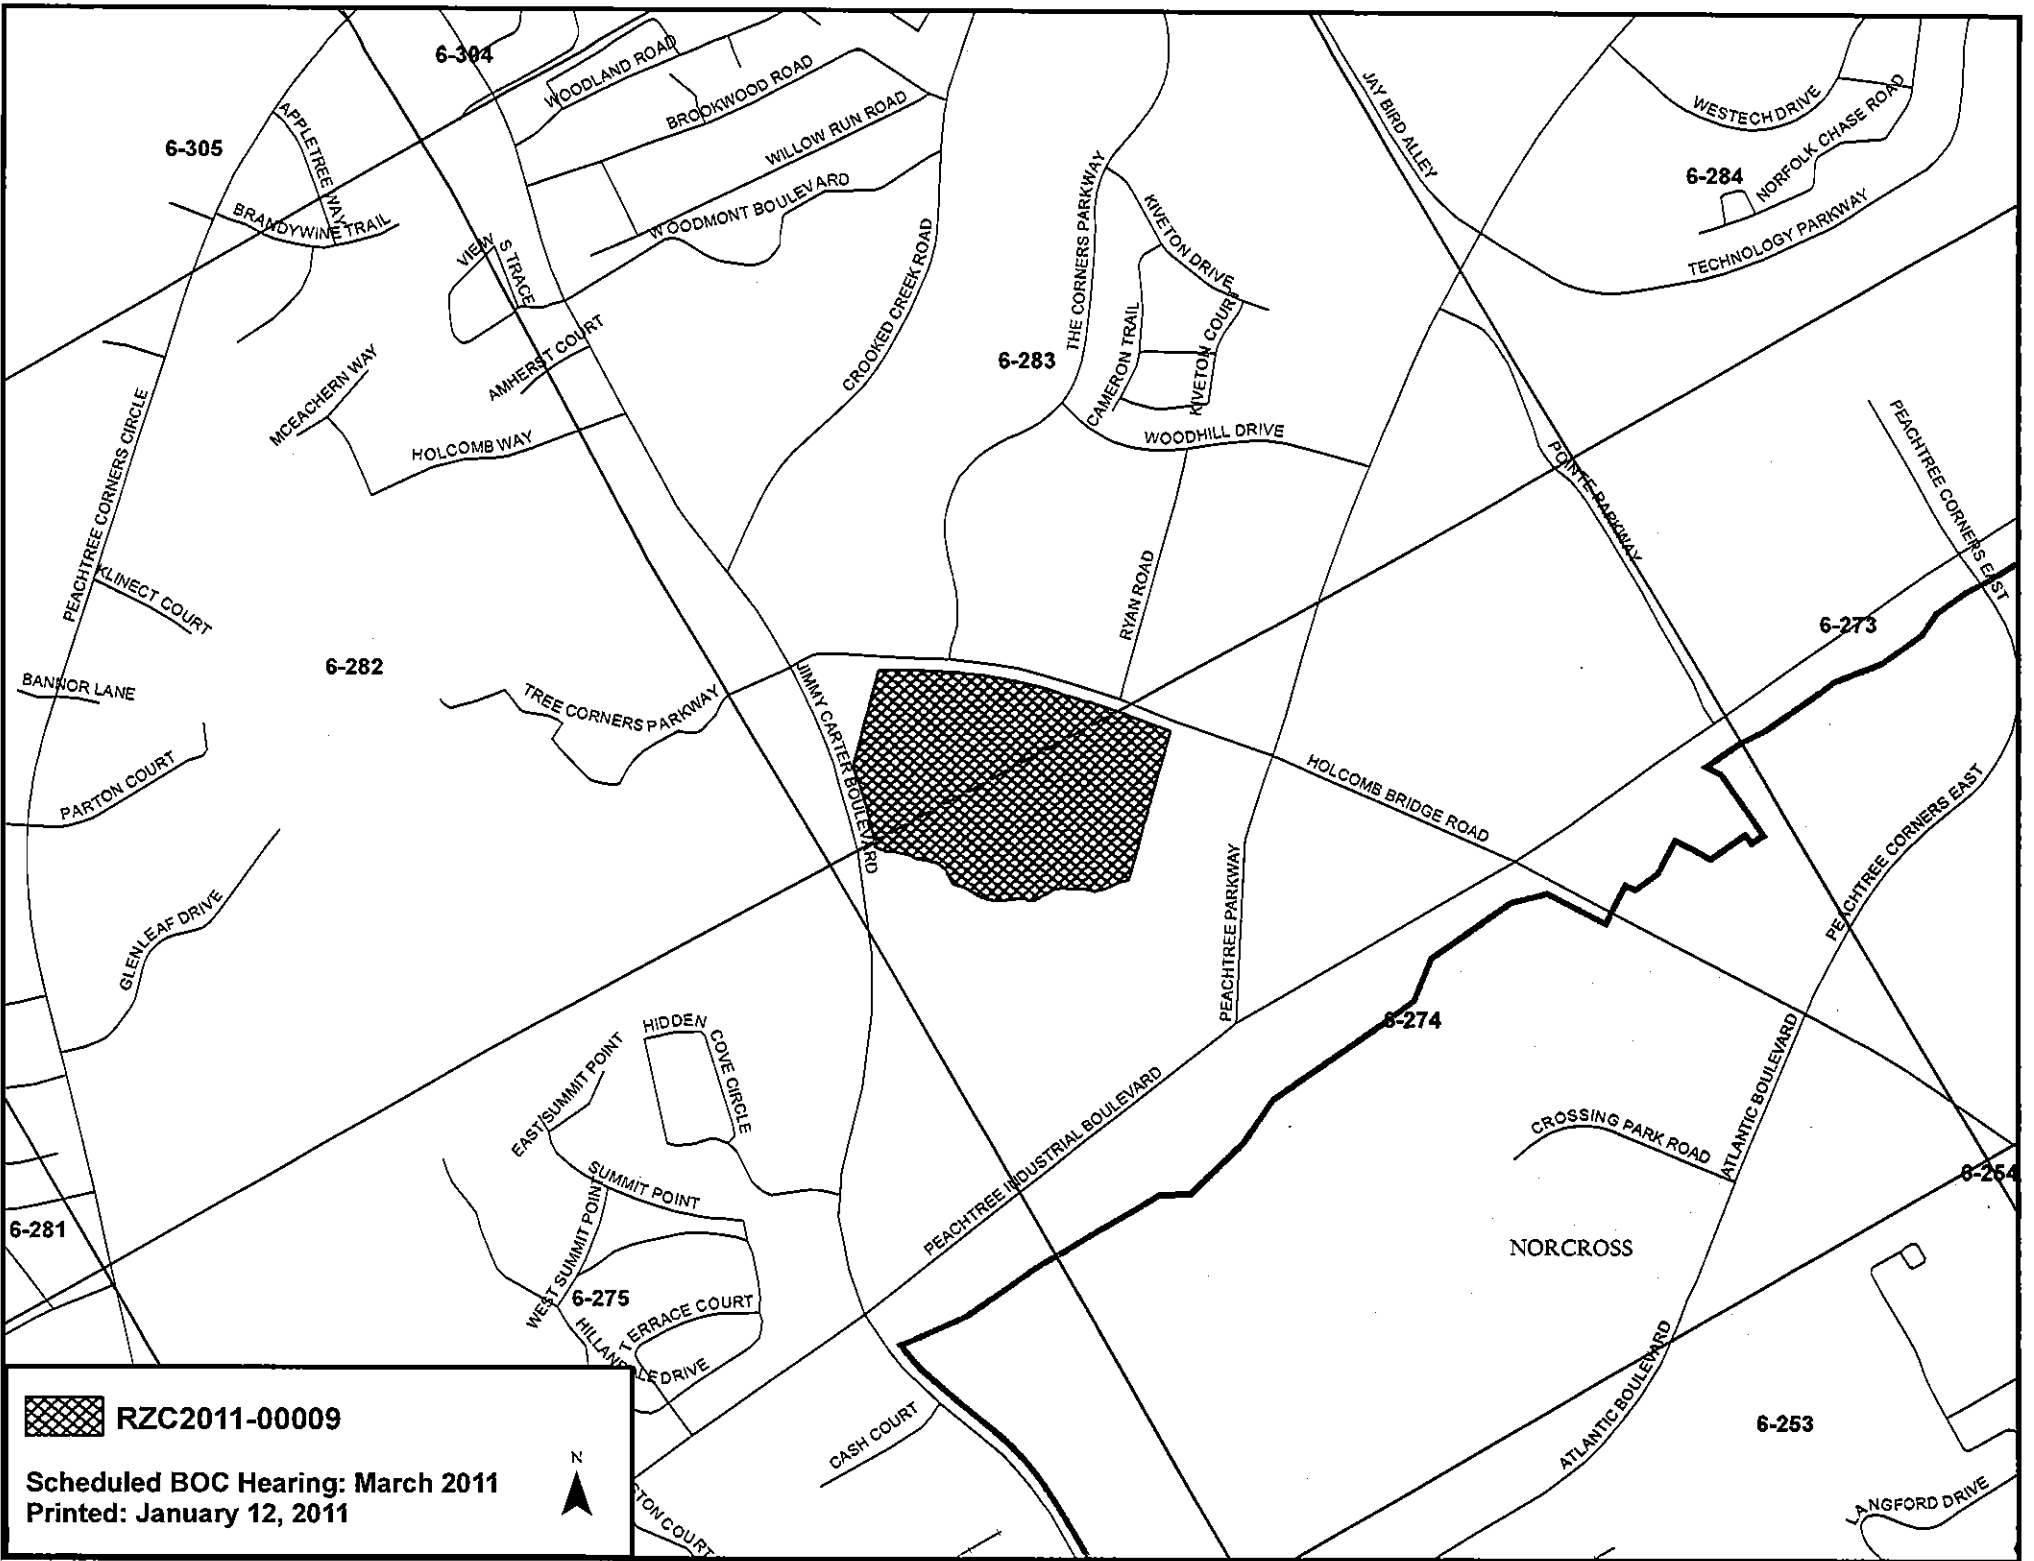 6-304
WOODLAND ROAD
BROOKWOOD ROAD
WILLOW RUN ROAD
WOODMONT BOULEVARD
JAY BIRD ALLEY
WESTECH DRIVE
NORFOLK CHASE ROAD
6-284
TECHNOLOGY PARKWAY
6-305
APPLETREE WAY
BRANDYWINE TRAIL
VIEW
S TRACE
CROOKED CREEK ROAD
THE CORNERS PARKWAY
KIVETON DRIVE
KIVETON COURT
CAMERON TRAIL
6-283
AMHERST COURT
MCEACHERN WAY
HOLCOMB WAY
WOODHILL DRIVE
PEACHTREE CORNERS CIRCLE
POINTE PARKWAY
PEACHTREE CORNERS EAST
RYAN ROAD
KLINECT COURT
6-273
6-282
BANNOR LANE
TREE CORNERS PARKWAY
JIMMY CARTER BOULEVARD
PARTON COURT
HOLCOMB BRIDGE ROAD
PEACHTREE PARKWAY
PEACHTREE CORNERS EAST
GLENLEAF DRIVE
HIDDEN
COVE CIRCLE
EAST SUMMIT POINT
6-274
PEACHTREE INDUSTRIAL BOULEVARD
ATLANTIC BOULEVARD
CROSSING PARK ROAD
SUMMIT POINT
WEST SUMMIT POINT
6-254
6-281
NORCROSS
6-275
TERRACE COURT
HILLANDALE DRIVE
ATLANTIC BOULEVARD
6-253
CASH COURT
STON COURT
LANGFORD DRIVE
RZC2011-00009
N
Scheduled BOC Hearing: March 2011
Printed: January 12, 2011